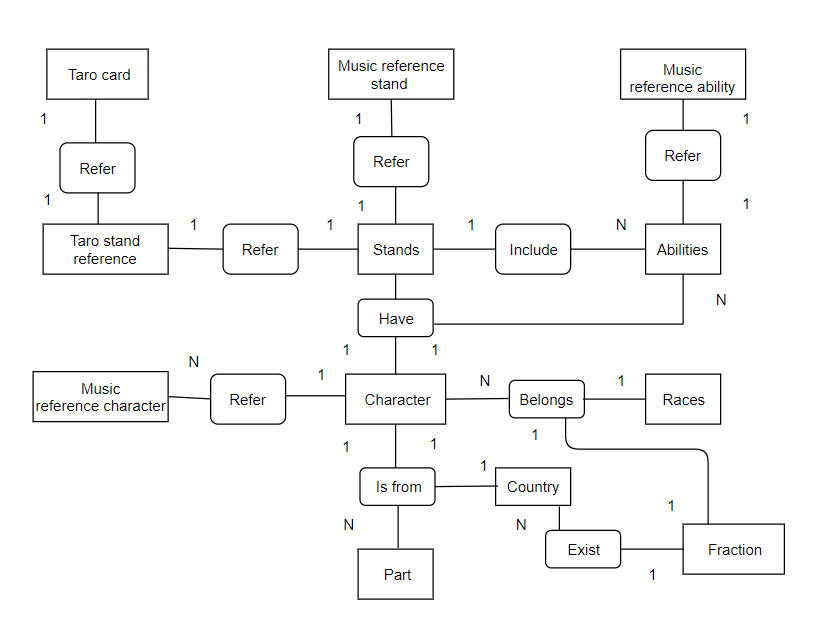 Taro card
Music reference
stand
Music
reference ability
1
1
1
Refer
Refer
Refer
1
1
1
1
1
1
N
Taro stand
reference
Refer
Stands
Include
Abilities
N
Have
1
1
N
1
N
1
Music
reference character
Refer
Character
Belongs
Races
1
1
1
1
Is from
Country
N
N
1
Exist
Fraction
1
Part